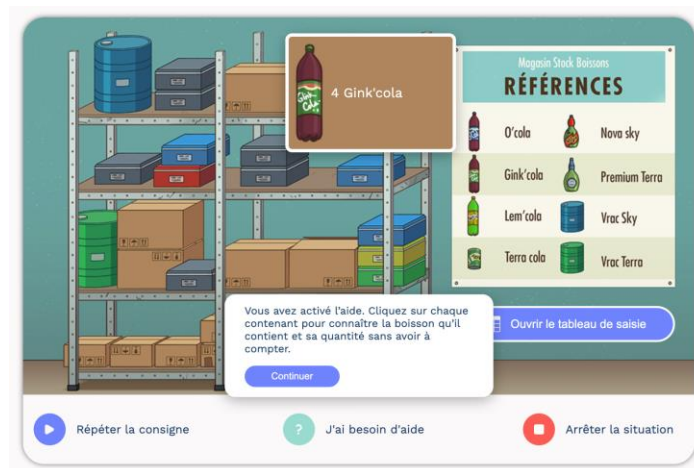 4 Gink'cola
Magasin Stock Boissons
RÉFÉRENCES
O'cola
Nova sky
Gink'cola
Premium Terra
Lem'cola
Vrac Sky
Terra cola
Vrac Terra
Vous avez activé l'aide. Cliquez sur chaque
contenant pour connaître la boisson qu'il
contient et sa quantité sans avoir à
compter.
Continuer
Ouvrir le tableau de saisie
Répéter la consigne
J'ai besoin d'aide
Arrêter la situation